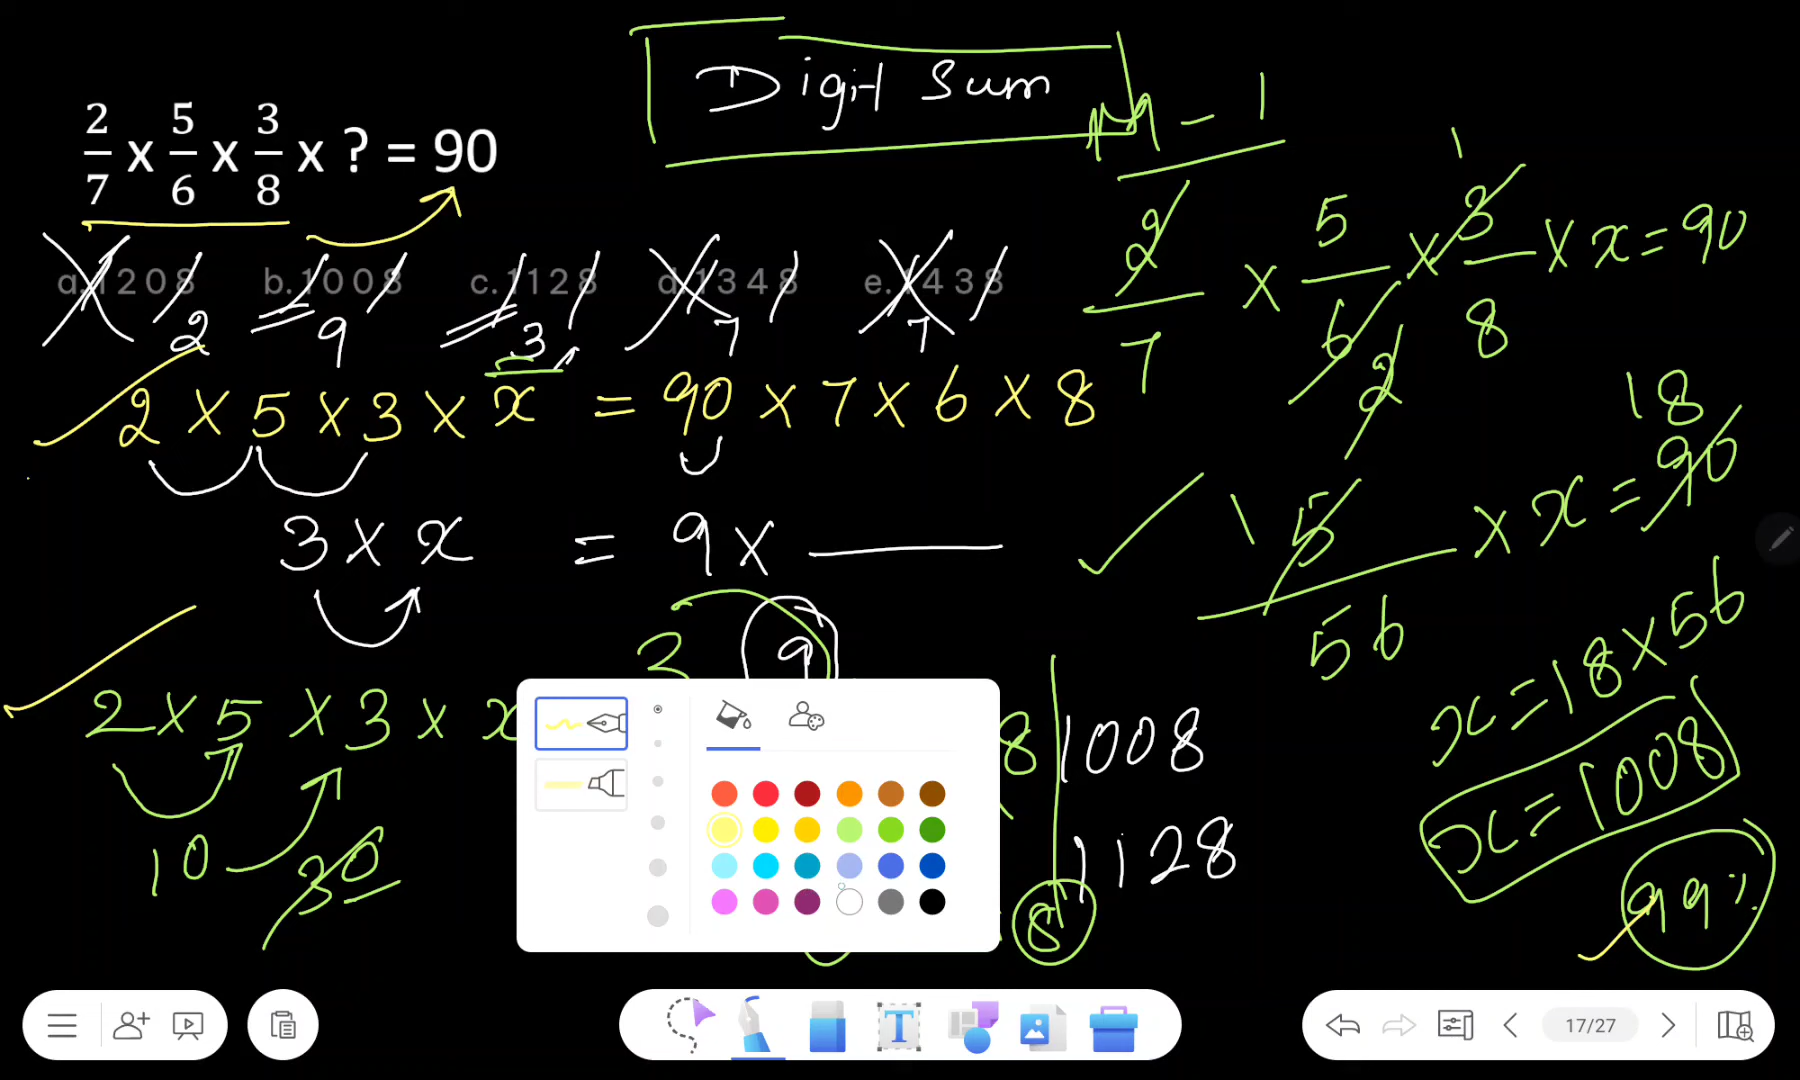 Digit Sum
M - 1
2/7 x 5/6 x 3/8 x ? = 90
a.1208 b.1008 c.1128 d.1348 e.1438
2 9 3 7 7
2 × 5 × 3 × x = 90 × 7 × 6 × 8
3 × x = 9 ×
3 9
2 × 5 × 3 × x
8 1008
10 30
1128
8
1
2/7 × 5/6 × 3/8 × x = 90
2
18
1 5/56 × x = 90
x = 18 × 56
x = 1008
99%
T
17/27